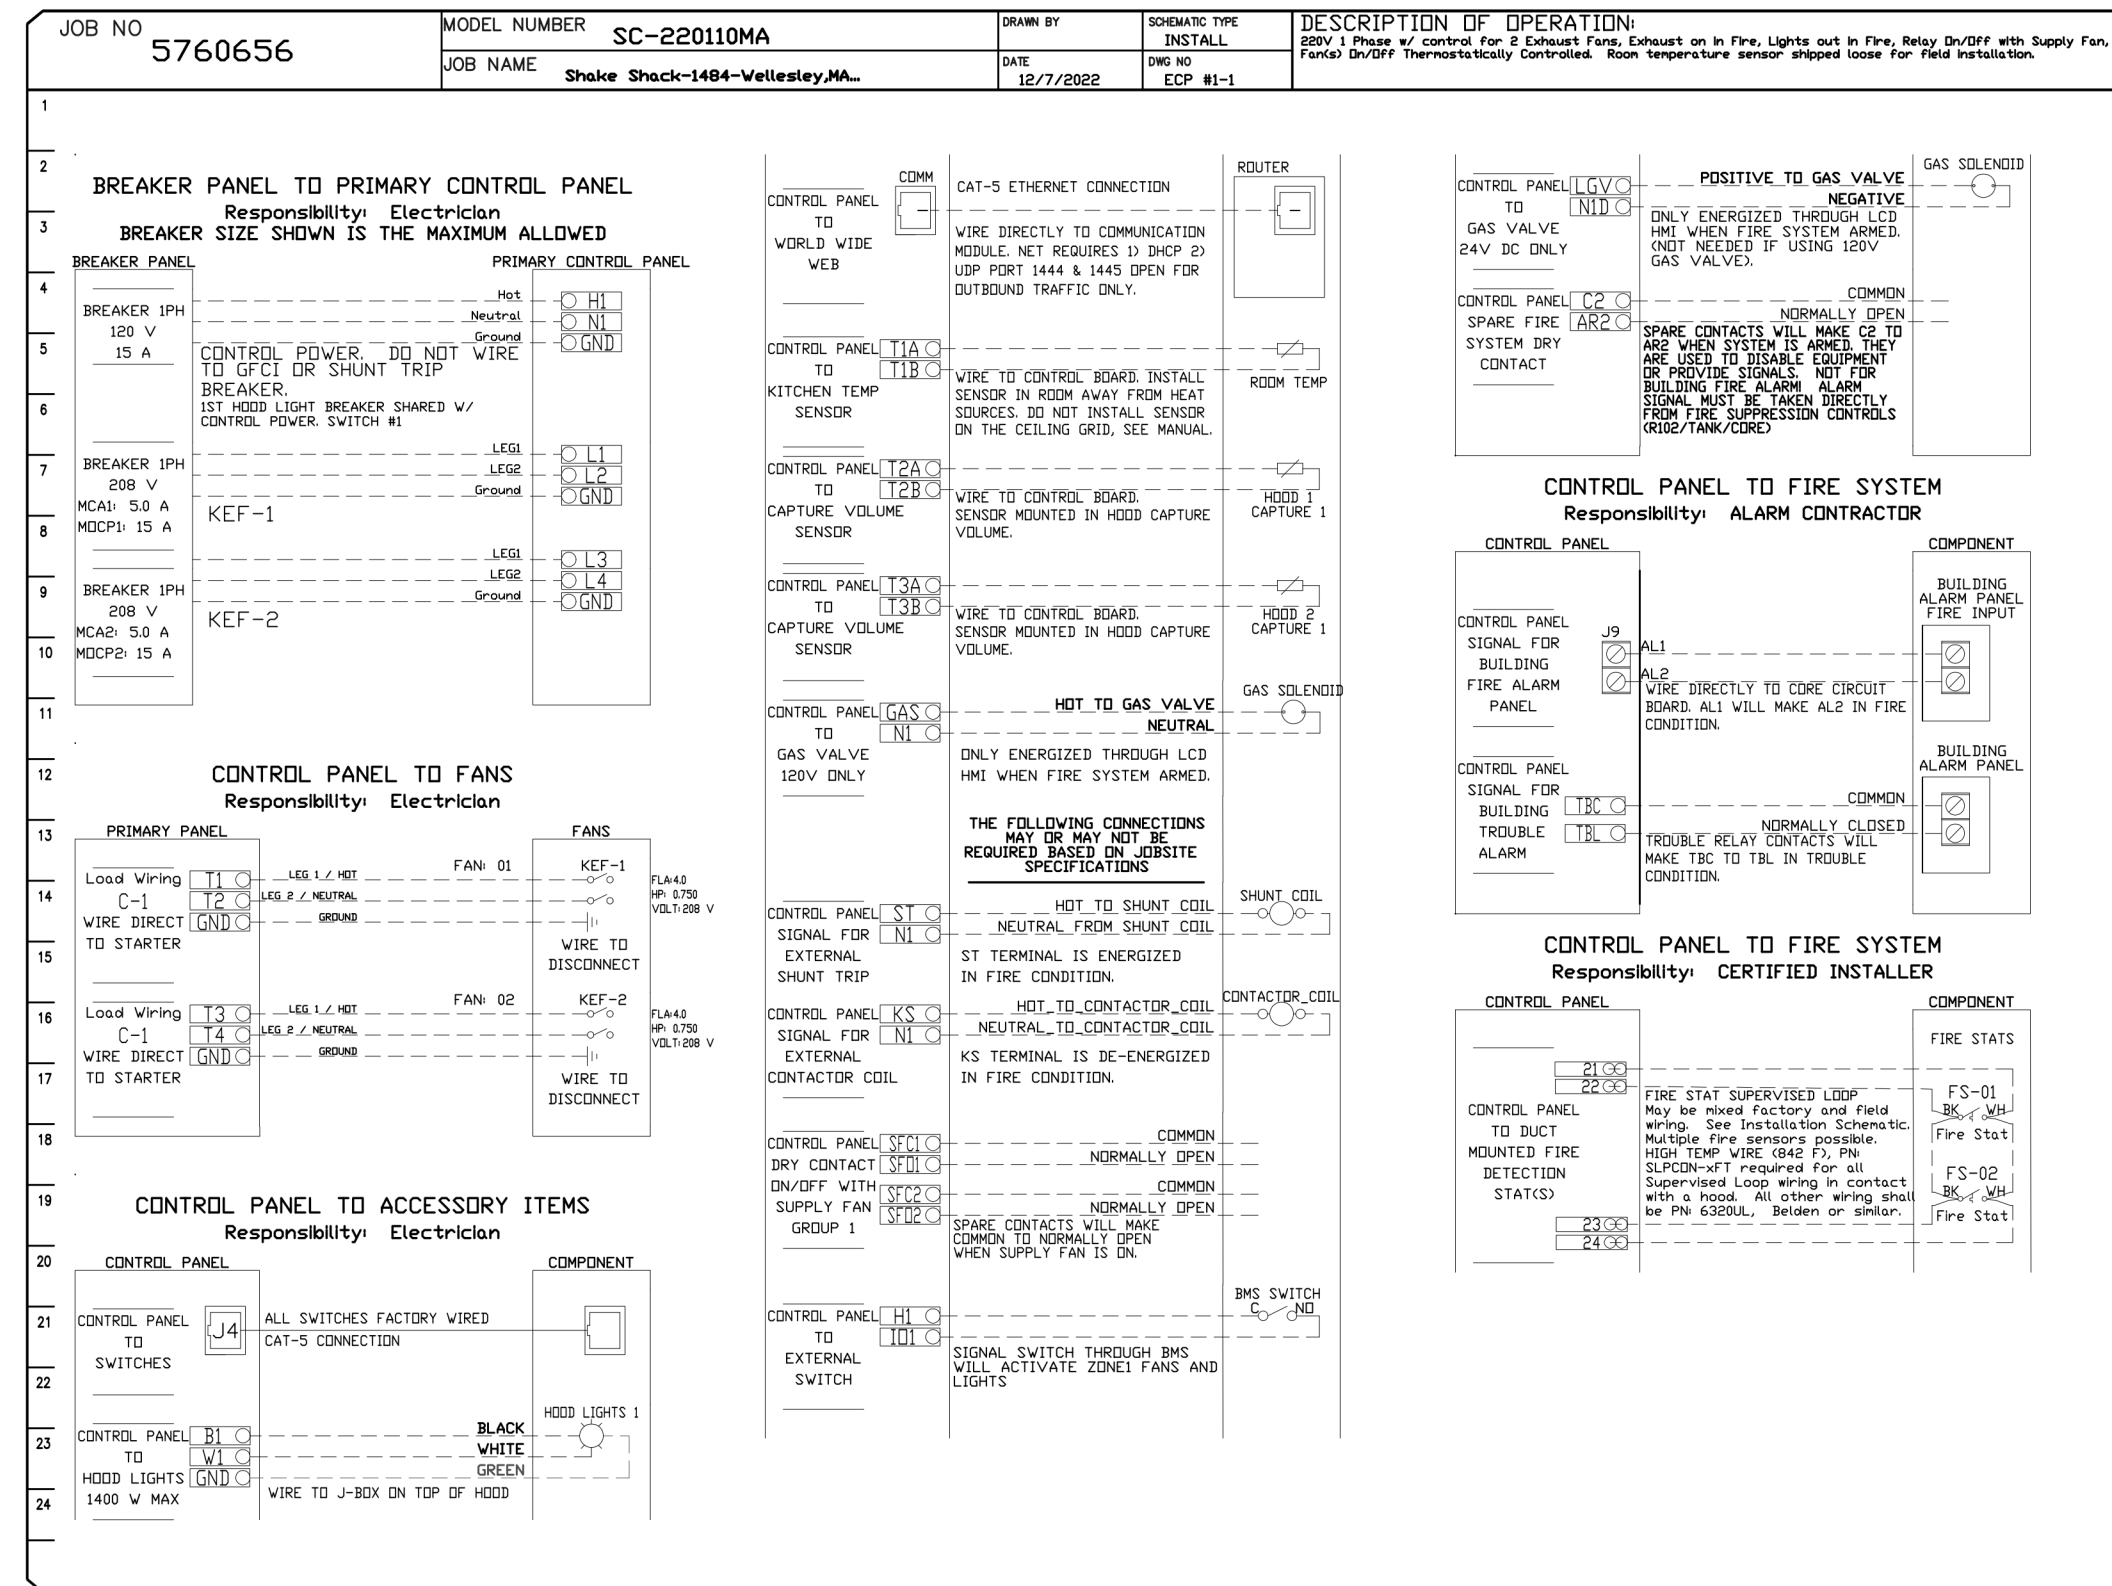 JOB NO
5760656
MODEL NUMBER
SC-220110MA
JOB NAME
Shake Shack-1484-Wellesley,MA...
DRAWN BY
DATE
12/7/2022
SCHEMATIC TYPE
INSTALL
DWG NO
ECP #1-1
DESCRIPTION OF OPERATION:
220V 1 Phase w/ control for 2 Exhaust Fans, Exhaust on in Fire, Lights out in Fire, Relay On/Off with Supply Fan,
Fan(s) On/Off Thermostatically Controlled. Room temperature sensor shipped loose for field installation.
1
2
3
4
5
6
7
8
9
10
11
12
13
14
15
16
17
18
19
20
21
22
23
24
BREAKER PANEL TO PRIMARY CONTROL PANEL
Responsibility: Electrician
BREAKER SIZE SHOWN IS THE MAXIMUM ALLOWED
BREAKER PANEL
PRIMARY CONTROL PANEL
BREAKER 1PH
120 V
15 A
Hot
H1
Neutral
N1
Ground
GND
CONTROL POWER. DO NOT WIRE
TO GFCI OR SHUNT TRIP
BREAKER.
1ST HOOD LIGHT BREAKER SHARED W/
CONTROL POWER. SWITCH #1
BREAKER 1PH
208 V
MCA1: 5.0 A
MOCP1: 15 A
LEG1
L1
LEG2
L2
Ground
GND
KEF-1
BREAKER 1PH
208 V
MCA2: 5.0 A
MOCP2: 15 A
LEG1
L3
LEG2
L4
Ground
GND
KEF-2
CONTROL PANEL TO FANS
Responsibility: Electrician
PRIMARY PANEL
FANS
Load Wiring
C-1
WIRE DIRECT
TO STARTER
T1
T2
GND
LEG 1 / HOT
LEG 2 / NEUTRAL
GROUND
FAN: 01
KEF-1
FLA:4.0
HP: 0.750
VOLT:208 V
WIRE TO
DISCONNECT
Load Wiring
C-1
WIRE DIRECT
TO STARTER
T3
T4
GND
LEG 1 / HOT
LEG 2 / NEUTRAL
GROUND
FAN: 02
KEF-2
FLA:4.0
HP: 0.750
VOLT:208 V
WIRE TO
DISCONNECT
CONTROL PANEL TO ACCESSORY ITEMS
Responsibility: Electrician
CONTROL PANEL
COMPONENT
CONTROL PANEL
TO
SWITCHES
J4
ALL SWITCHES FACTORY WIRED
CAT-5 CONNECTION
CONTROL PANEL
TO
HOOD LIGHTS
1400 W MAX
B1
W1
GND
BLACK
WHITE
GREEN
HOOD LIGHTS 1
WIRE TO J-BOX ON TOP OF HOOD
CONTROL PANEL
TO
WORLD WIDE
WEB
COMM
CAT-5 ETHERNET CONNECTION
ROUTER
WIRE DIRECTLY TO COMMUNICATION
MODULE. NET REQUIRES 1) DHCP 2)
UDP PORT 1444 & 1445 OPEN FOR
OUTBOUND TRAFFIC ONLY.
CONTROL PANEL
TO
KITCHEN TEMP
SENSOR
T1A
T1B
ROOM TEMP
WIRE TO CONTROL BOARD. INSTALL
SENSOR IN ROOM AWAY FROM HEAT
SOURCES. DO NOT INSTALL SENSOR
ON THE CEILING GRID, SEE MANUAL.
CONTROL PANEL
TO
CAPTURE VOLUME
SENSOR
T2A
T2B
HOOD 1
CAPTURE 1
WIRE TO CONTROL BOARD.
SENSOR MOUNTED IN HOOD CAPTURE
VOLUME.
CONTROL PANEL
TO
CAPTURE VOLUME
SENSOR
T3A
T3B
HOOD 2
CAPTURE 1
WIRE TO CONTROL BOARD.
SENSOR MOUNTED IN HOOD CAPTURE
VOLUME.
CONTROL PANEL
TO
GAS VALVE
120V ONLY
GAS
N1
HOT TO GAS VALVE
NEUTRAL
GAS SOLENOID
ONLY ENERGIZED THROUGH LCD
HMI WHEN FIRE SYSTEM ARMED.
THE FOLLOWING CONNECTIONS
MAY OR MAY NOT BE
REQUIRED BASED ON JOBSITE
SPECIFICATIONS
CONTROL PANEL
SIGNAL FOR
EXTERNAL
SHUNT TRIP
ST
N1
HOT TO SHUNT COIL
NEUTRAL FROM SHUNT COIL
SHUNT COIL
ST TERMINAL IS ENERGIZED
IN FIRE CONDITION.
CONTROL PANEL
SIGNAL FOR
EXTERNAL
CONTACTOR COIL
KS
N1
HOT_TO_CONTACTOR_COIL
NEUTRAL_TO_CONTACTOR_COIL
CONTACTOR_COIL
KS TERMINAL IS DE-ENERGIZED
IN FIRE CONDITION.
CONTROL PANEL
DRY CONTACT
ON/OFF WITH
SUPPLY FAN
GROUP 1
SFC1
SFO1
SFC2
SFO2
COMMON
NORMALLY OPEN
COMMON
NORMALLY OPEN
SPARE CONTACTS WILL MAKE
COMMON TO NORMALLY OPEN
WHEN SUPPLY FAN IS ON.
CONTROL PANEL
TO
EXTERNAL
SWITCH
H1
IO1
BMS SWITCH
C
NO
SIGNAL SWITCH THROUGH BMS
WILL ACTIVATE ZONE1 FANS AND
LIGHTS
CONTROL PANEL
TO
GAS VALVE
24V DC ONLY
LGV
N1D
POSITIVE TO GAS VALVE
NEGATIVE
GAS SOLENOID
ONLY ENERGIZED THROUGH LCD
HMI WHEN FIRE SYSTEM ARMED.
(NOT NEEDED IF USING 120V
GAS VALVE).
CONTROL PANEL
SPARE FIRE
SYSTEM DRY
CONTACT
C2
AR2
COMMON
NORMALLY OPEN
SPARE CONTACTS WILL MAKE C2 TO
AR2 WHEN SYSTEM IS ARMED. THEY
ARE USED TO DISABLE EQUIPMENT
OR PROVIDE SIGNALS. NOT FOR
BUILDING FIRE ALARM! ALARM
SIGNAL MUST BE TAKEN DIRECTLY
FROM FIRE SUPPRESSION CONTROLS
(R102/TANK/CORE)
CONTROL PANEL TO FIRE SYSTEM
Responsibility: ALARM CONTRACTOR
CONTROL PANEL
COMPONENT
CONTROL PANEL
SIGNAL FOR
BUILDING
FIRE ALARM
PANEL
J9
AL1
AL2
BUILDING
ALARM PANEL
FIRE INPUT
WIRE DIRECTLY TO CORE CIRCUIT
BOARD. AL1 WILL MAKE AL2 IN FIRE
CONDITION.
CONTROL PANEL
SIGNAL FOR
BUILDING
TROUBLE
ALARM
TBC
TBL
COMMON
NORMALLY CLOSED
BUILDING
ALARM PANEL
TROUBLE RELAY CONTACTS WILL
MAKE TBC TO TBL IN TROUBLE
CONDITION.
CONTROL PANEL TO FIRE SYSTEM
Responsibility: CERTIFIED INSTALLER
CONTROL PANEL
COMPONENT
FIRE STATS
CONTROL PANEL
TO DUCT
MOUNTED FIRE
DETECTION
STAT(S)
21
22
23
24
FIRE STAT SUPERVISED LOOP
May be mixed factory and field
wiring. See Installation Schematic.
Multiple fire sensors possible.
HIGH TEMP WIRE (842 F), PN:
SLPCON-xFT required for all
Supervised Loop wiring in contact
with a hood. All other wiring shall
be PN: 6320UL, Belden or similar.
FS-01
BK
WH
Fire Stat
FS-02
BK
WH
Fire Stat